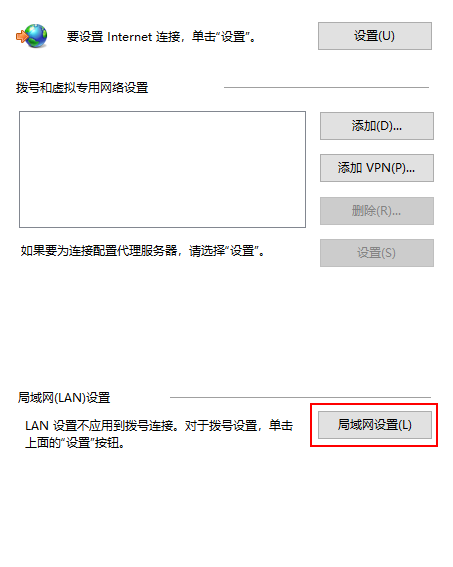 要设置 Internet 连接，单击“设置”。
设置(U)
拨号和虚拟专用网络设置
添加(D)...
添加 VPN(P)...
删除(R)...
如果要为连接配置代理服务器，请选择“设置”。
设置(S)
局域网(LAN)设置
LAN 设置不应用到拨号连接。对于拨号设置，单击
上面的“设置”按钮。
局域网设置(L)